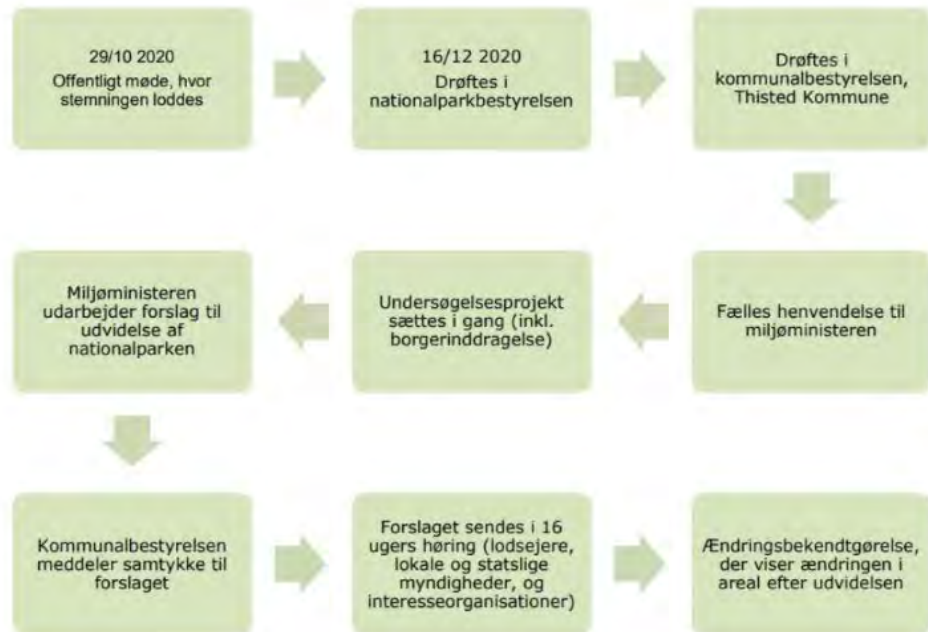 29/10 2020
Offentligt møde, hvor
stemningen loddes
16/12 2020
Drøftes i
nationalparkbestyrelsen
Drøftes i
kommunalbestyrelsen,
Thisted Kommune
Fælles henvendelse til
miljøministeren
Undersøgelsesprojekt
sættes i gang (inkl.
borgerinddragelse)
Miljøministeren
udarbejder forslag til
udvidelse af
nationalparken
Kommunalbestyrelsen
meddeler samtykke til
forslaget
Forslaget sendes i 16
ugers høring (lodsejere,
lokale og statslige
myndigheder, og
interesseorganisationer)
Ændringsbekendtgørelse,
der viser ændringen i
areal efter udvidelsen